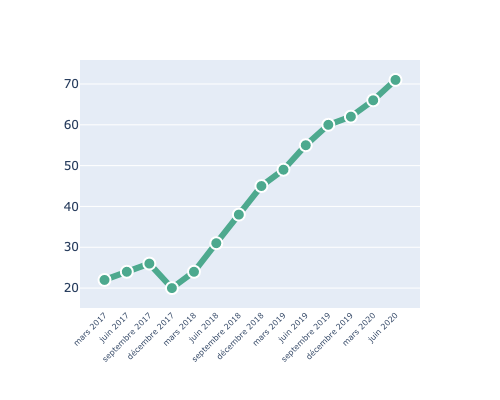 70
60
50
40
30
20
mars 2017
juin 2017
septembre 2017
décembre 2017
mars 2018
juin 2018
septembre 2018
décembre 2018
mars 2019
juin 2019
septembre 2019
décembre 2019
mars 2020
juin 2020